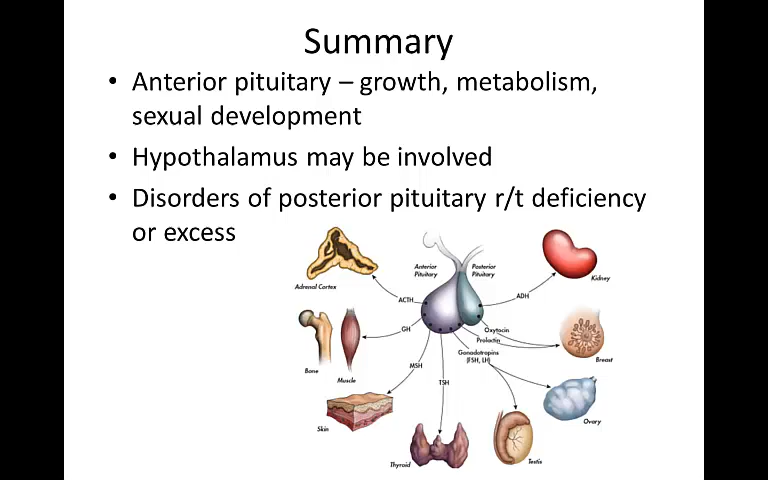 Summary
• Anterior pituitary – growth, metabolism,
sexual development
• Hypothalamus may be involved
• Disorders of posterior pituitary r/t deficiency
or excess
Adrenal Cortex
Anterior
Pituitary
Posterior
Pituitary
Kidney
ACTH
ADH
GH
Oxytocin
Prolactin
Gonadotropins
(FSH, LH)
Bone
Muscle
Breast
MSH
TSH
Skin
Ovary
Thyroid
Testis